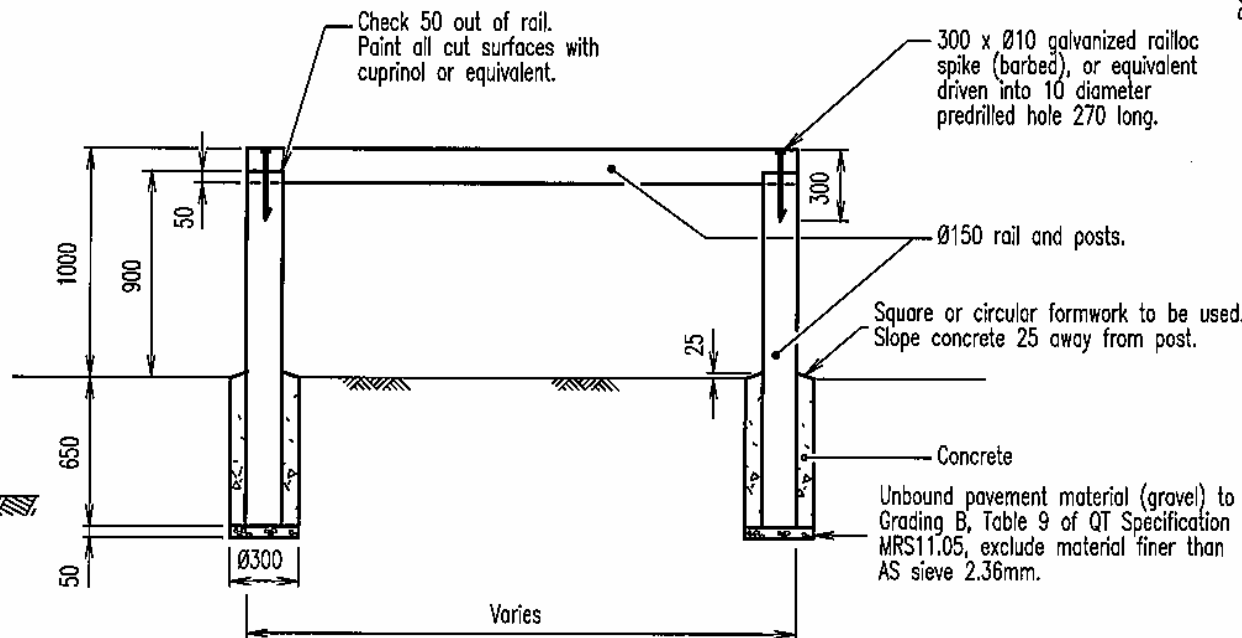 Check 50 out of rail.
Paint all cut surfaces with
cuprinol or equivalent.
300 x Ø10 galvanized railloc
spike (barbed), or equivalent
driven into 10 diameter
predrilled hole 270 long.
1000
900
50
300
Ø150 rail and posts.
Square or circular formwork to be used.
Slope concrete 25 away from post.
25
650
Concrete
Unbound pavement material (gravel) to
Grading B, Table 9 of QT Specification
MRS11.05, exclude material finer than
AS sieve 2.36mm.
50
Ø300
Varies